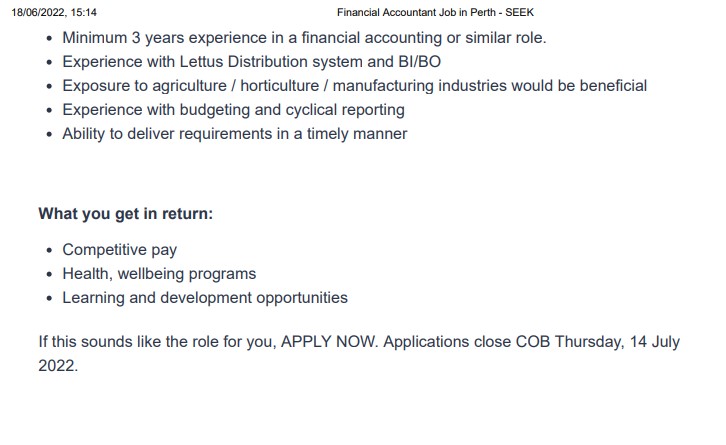 18/06/2022, 15:14 Financial Accountant Job in Perth - SEEK
• Minimum 3 years experience in a financial accounting or similar role.
• Experience with Lettus Distribution system and BI/BO
• Exposure to agriculture / horticulture / manufacturing industries would be beneficial
• Experience with budgeting and cyclical reporting
• Ability to deliver requirements in a timely manner
What you get in return:
• Competitive pay
• Health, wellbeing programs
• Learning and development opportunities
If this sounds like the role for you, APPLY NOW. Applications close COB Thursday, 14 July
2022.